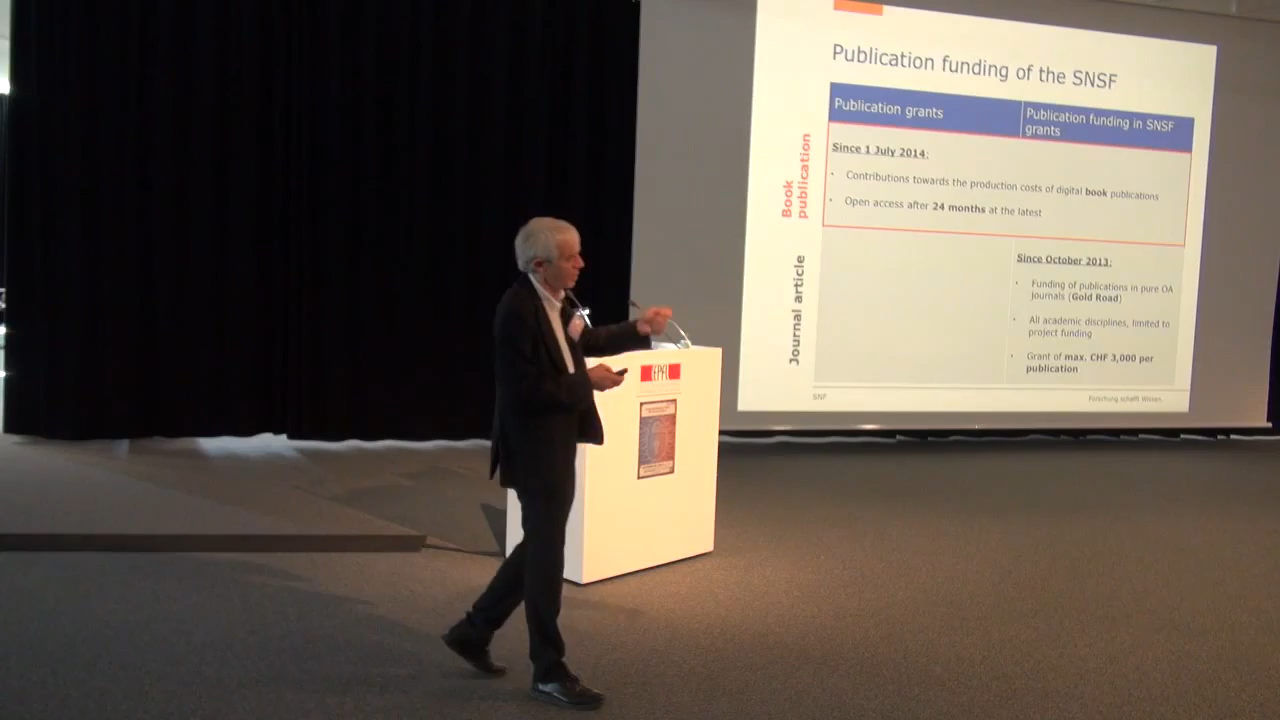 Publication funding of the SNSF
Publication grants
Publication funding in SNSF
grants
Book
publication
Since 1 July 2014:
• Contributions towards the production costs of digital book publications
• Open access after 24 months at the latest
Journal article
Since October 2013:
• Funding of publications in pure OA
journals (Gold Road)
• All academic disciplines, limited to
project funding
• Grant of max. CHF 3,000 per
publication
SNF
Forschung schafft Wissen.
EPFL